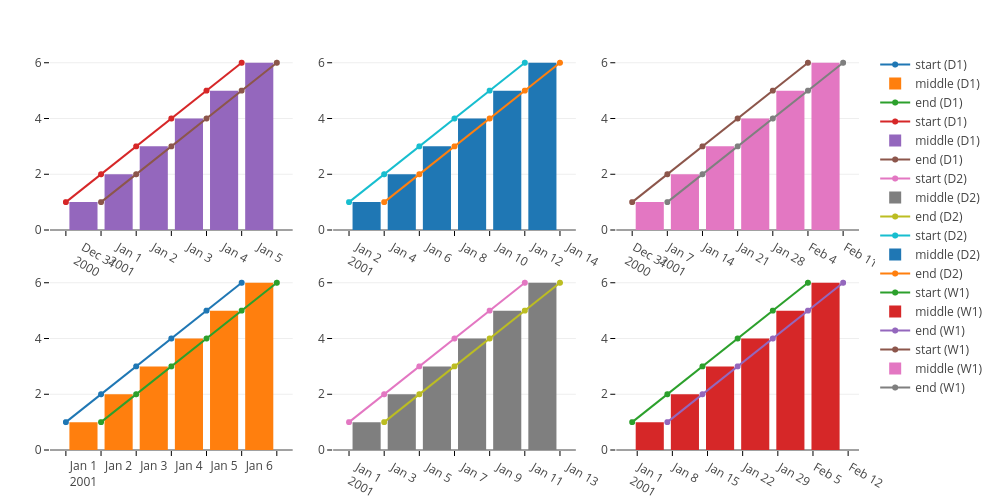 6
4
2
0
Dec 31
2000
Jan 1
2001
Jan 2
Jan 3
Jan 4
Jan 5
6
4
2
0
Jan 2
2001
Jan 4
Jan 6
Jan 8
Jan 10
Jan 12
Jan 14
6
4
2
0
Dec 31
2000
Jan 7
2001
Jan 14
Jan 21
Jan 28
Feb 4
Feb 11
6
4
2
0
Jan 1
2001
Jan 2
Jan 3
Jan 4
Jan 5
Jan 6
6
4
2
0
Jan 1
2001
Jan 3
Jan 5
Jan 7
Jan 9
Jan 11
Jan 13
6
4
2
0
Jan 1
2001
Jan 8
Jan 15
Jan 22
Jan 29
Feb 5
Feb 12
start (D1)
middle (D1)
end (D1)
start (D1)
middle (D1)
end (D1)
start (D2)
middle (D2)
end (D2)
start (D2)
middle (D2)
end (D2)
start (W1)
middle (W1)
end (W1)
start (W1)
middle (W1)
end (W1)